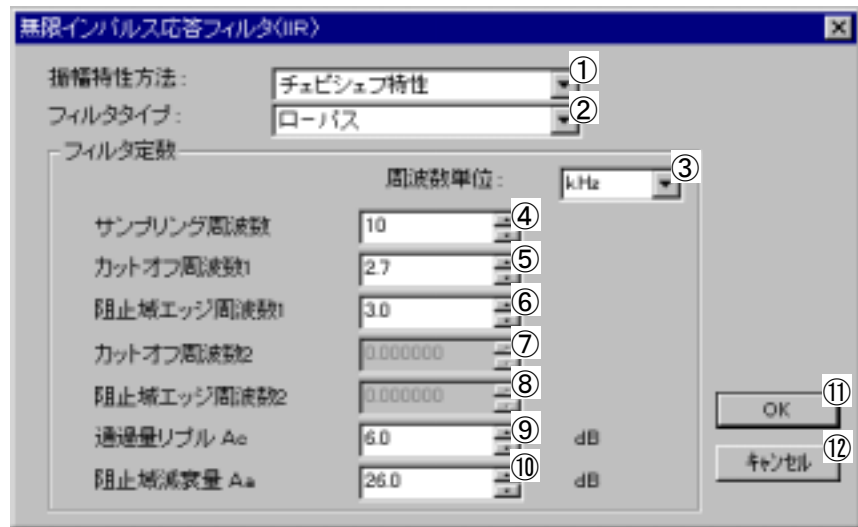 無限インパルス応答フィルタ(IIR)
振幅特性方法: チェビシェフ特性 ①
フィルタタイプ: ローパス ②
フィルタ定数
周波数単位: kHz ③
サンプリング周波数 10 ④
カットオフ周波数1 2.7 ⑤
阻止域エッジ周波数1 3.0 ⑥
カットオフ周波数2 0.000000 ⑦
阻止域エッジ周波数2 0.000000 ⑧
通過量リプル Ac 6.0 ⑨ dB
阻止域減衰量 Aa 26.0 ⑩ dB
OK ⑪
キャンセル ⑫